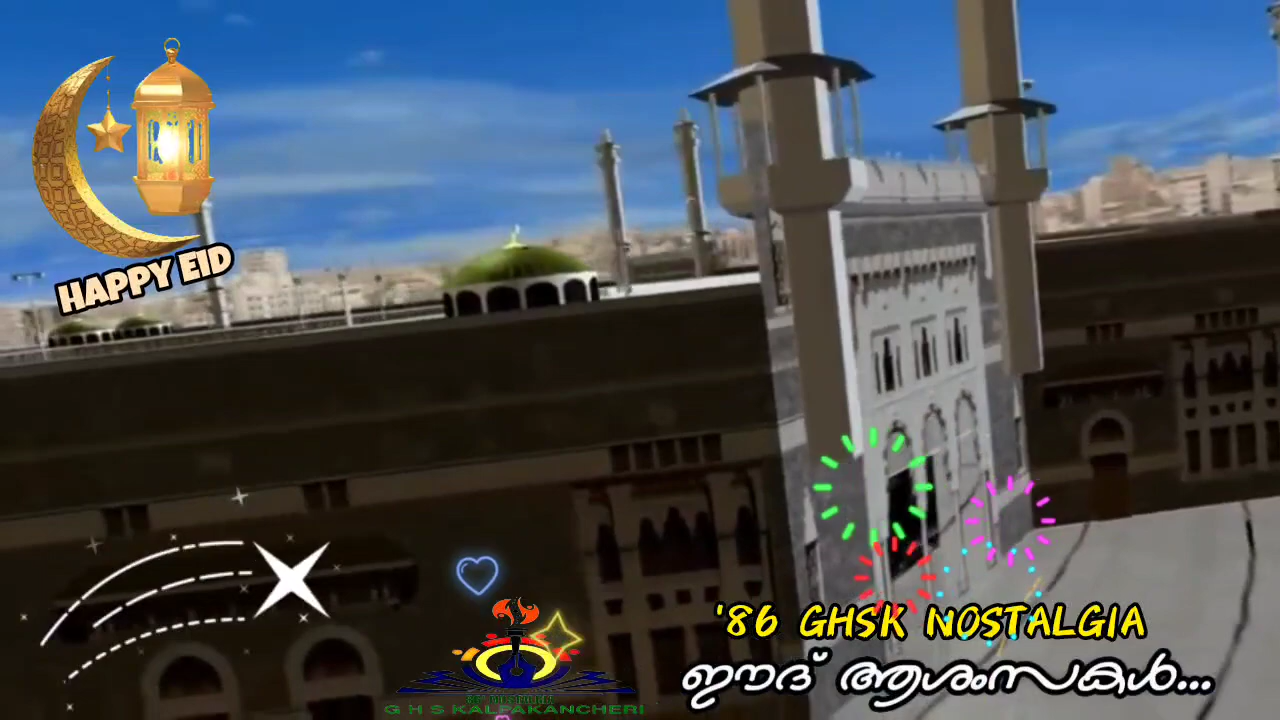 HAPPY EID
'86 GHSK NOSTALGIA
ഈദ് ആശംസകൾ...
G H S KALPAKANCHERI